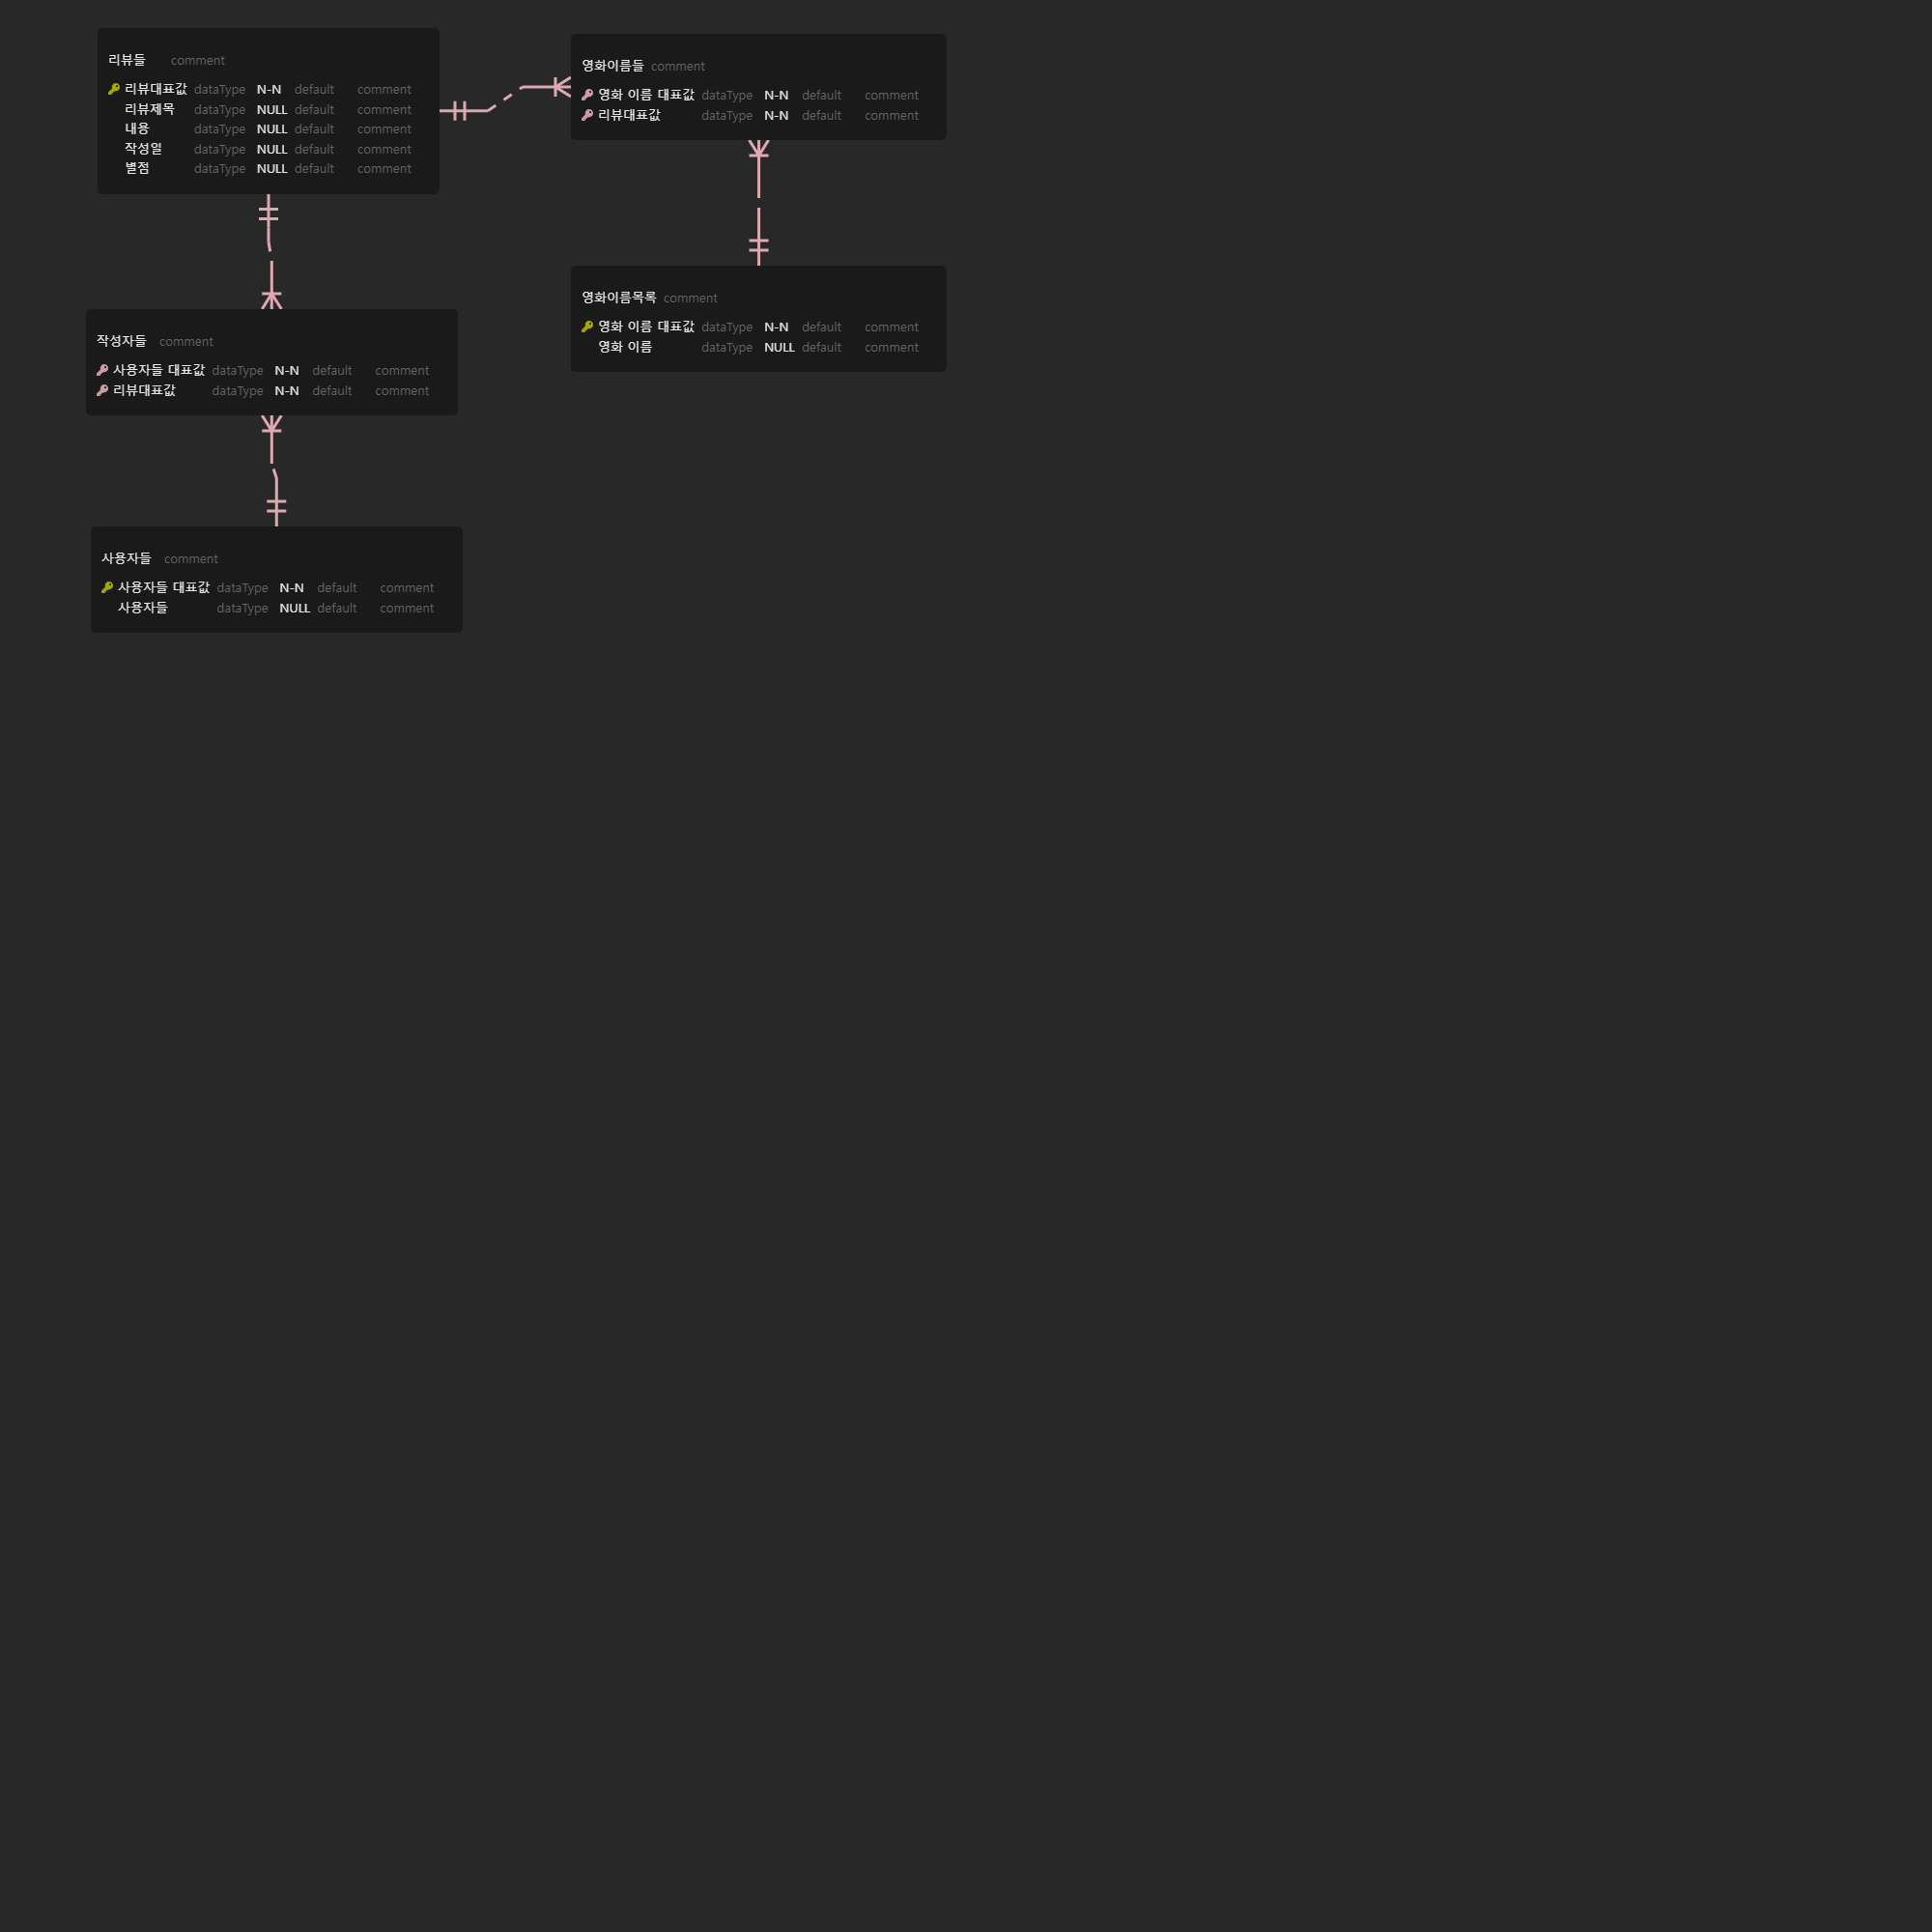 리뷰들 comment
리뷰대표값 dataType N-N default comment
리뷰제목 dataType NULL default comment
내용 dataType NULL default comment
작성일 dataType NULL default comment
별점 dataType NULL default comment
영화이름들 comment
영화 이름 대표값 dataType N-N default comment
리뷰대표값 dataType N-N default comment
영화이름목록 comment
영화 이름 대표값 dataType N-N default comment
영화 이름 dataType NULL default comment
작성자들 comment
사용자들 대표값 dataType N-N default comment
리뷰대표값 dataType N-N default comment
사용자들 comment
사용자들 대표값 dataType N-N default comment
사용자들 dataType NULL default comment